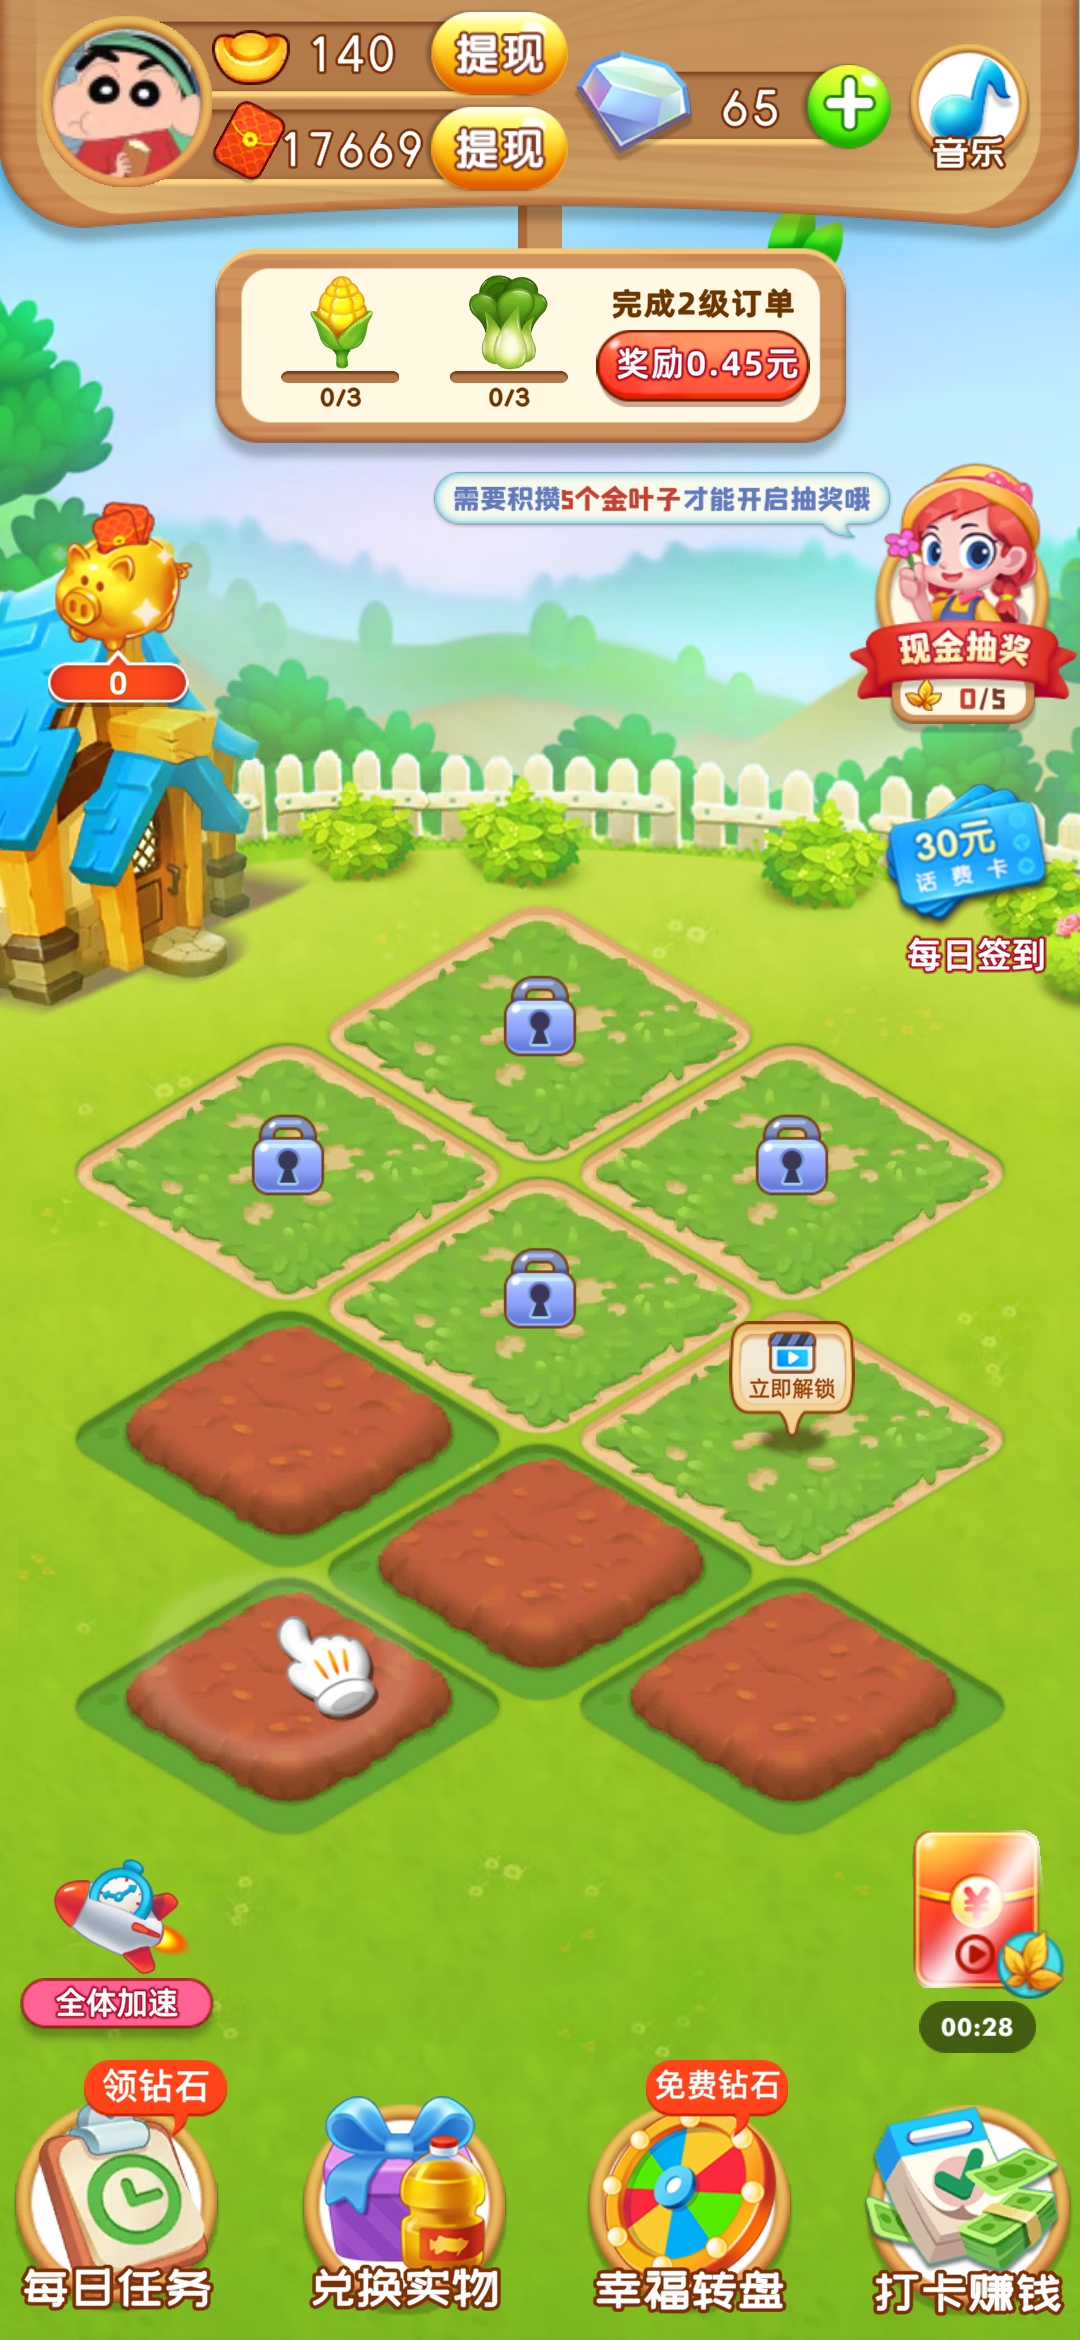 140
提现
17669
提现
65
音乐
完成2级订单
奖励0.45元
0/3
0/3
需要积攒5个金叶子才能开启抽奖哦
0
现金抽奖
0/5
30元
话费卡
每日签到
立即解锁
全体加速
¥
00:28
领钻石
免费钻石
每日任务
兑换实物
幸福转盘
打卡赚钱